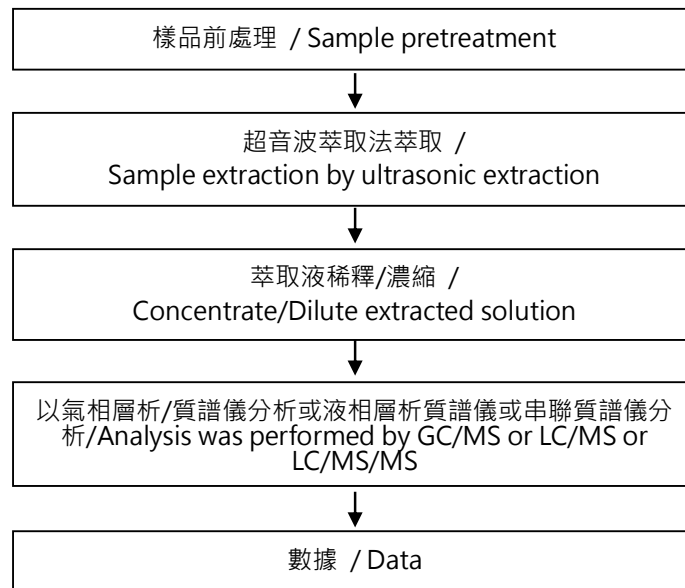 樣品前處理 / Sample pretreatment
超音波萃取法萃取 /
Sample extraction by ultrasonic extraction
萃取液稀釋/濃縮 /
Concentrate/Dilute extracted solution
以氣相層析/質譜儀分析或液相層析質譜儀或串聯質譜儀分
析/Analysis was performed by GC/MS or LC/MS or
LC/MS/MS
數據 / Data